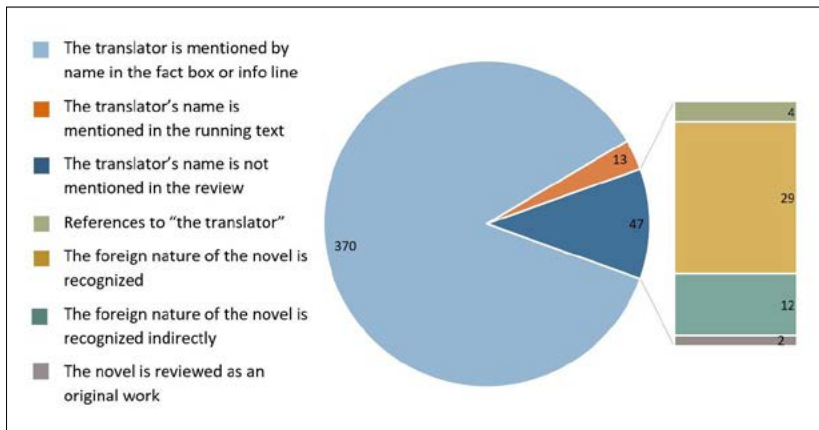 The translator is mentioned by
name in the fact box or info line
The translator's name is
mentioned in the running text
The translator's name is not
mentioned in the review
References to “the translator”
The foreign nature of the novel is
recognized
The foreign nature of the novel is
recognized indirectly
The novel is reviewed as an
original work
370
13
47
4
29
12
2